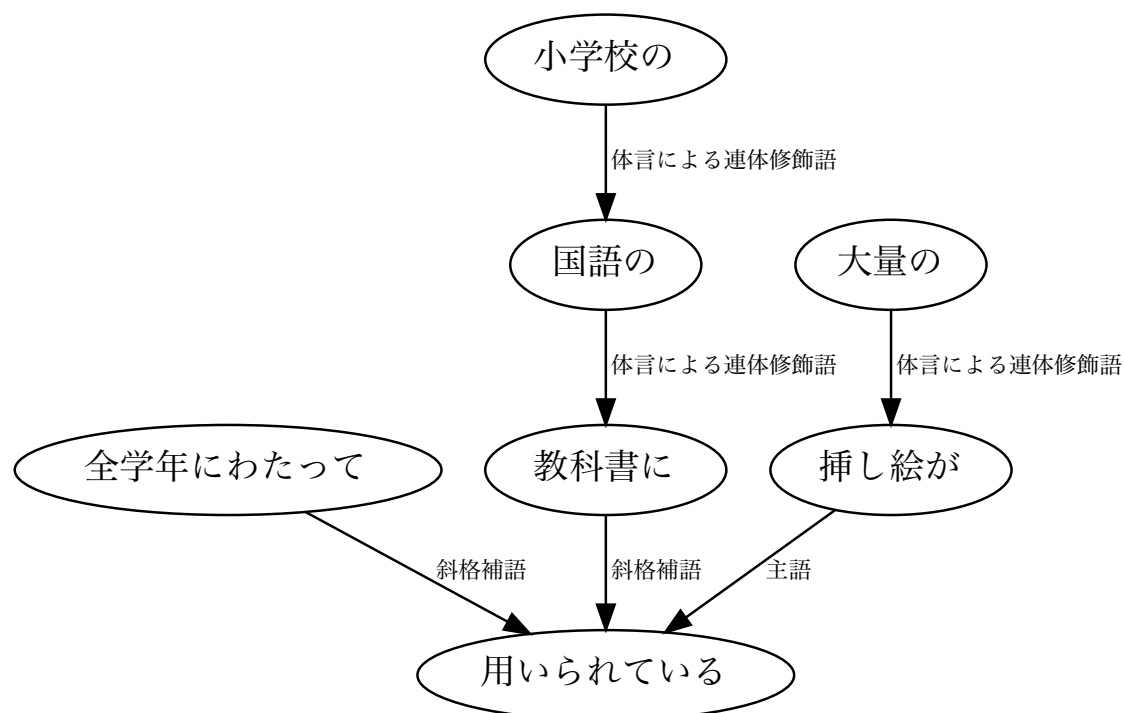 小学校の
体言による連体修飾語
国語の
大量の
体言による連体修飾語
体言による連体修飾語
全学年にわたって
教科書に
挿し絵が
斜格補語
斜格補語
主語
用いられている